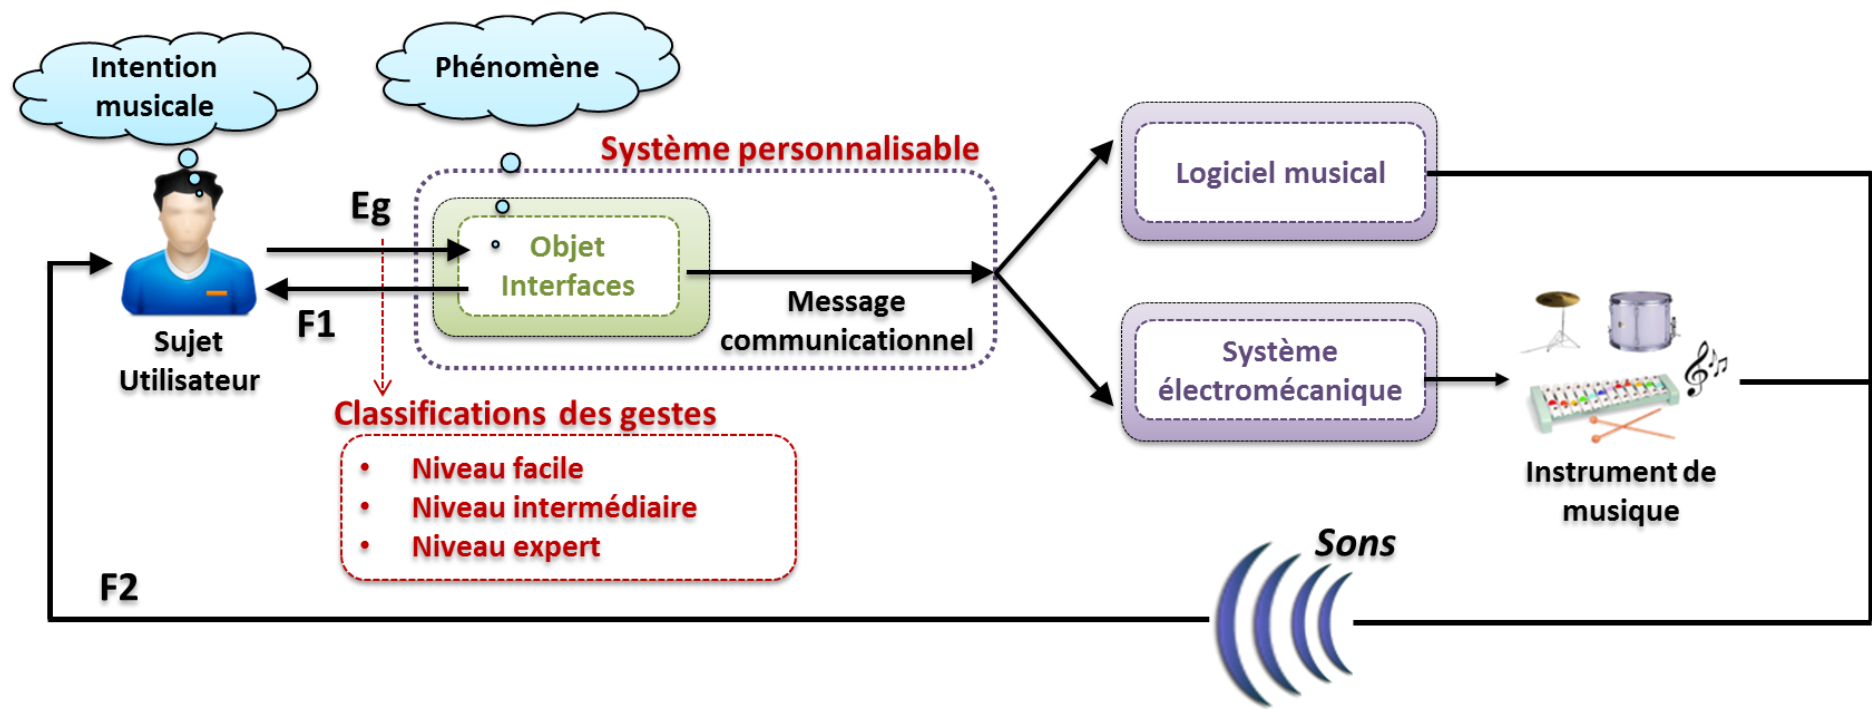 Intention
musicale
Phénomène
Système personnalisable
Eg
Objet
Interfaces
F1
Message
communicationnel
Sujet
Utilisateur
Logiciel musical
Système
électromécanique
Instrument de
musique
Classifications des gestes
• Niveau facile
• Niveau intermédiaire
• Niveau expert
Sons
F2